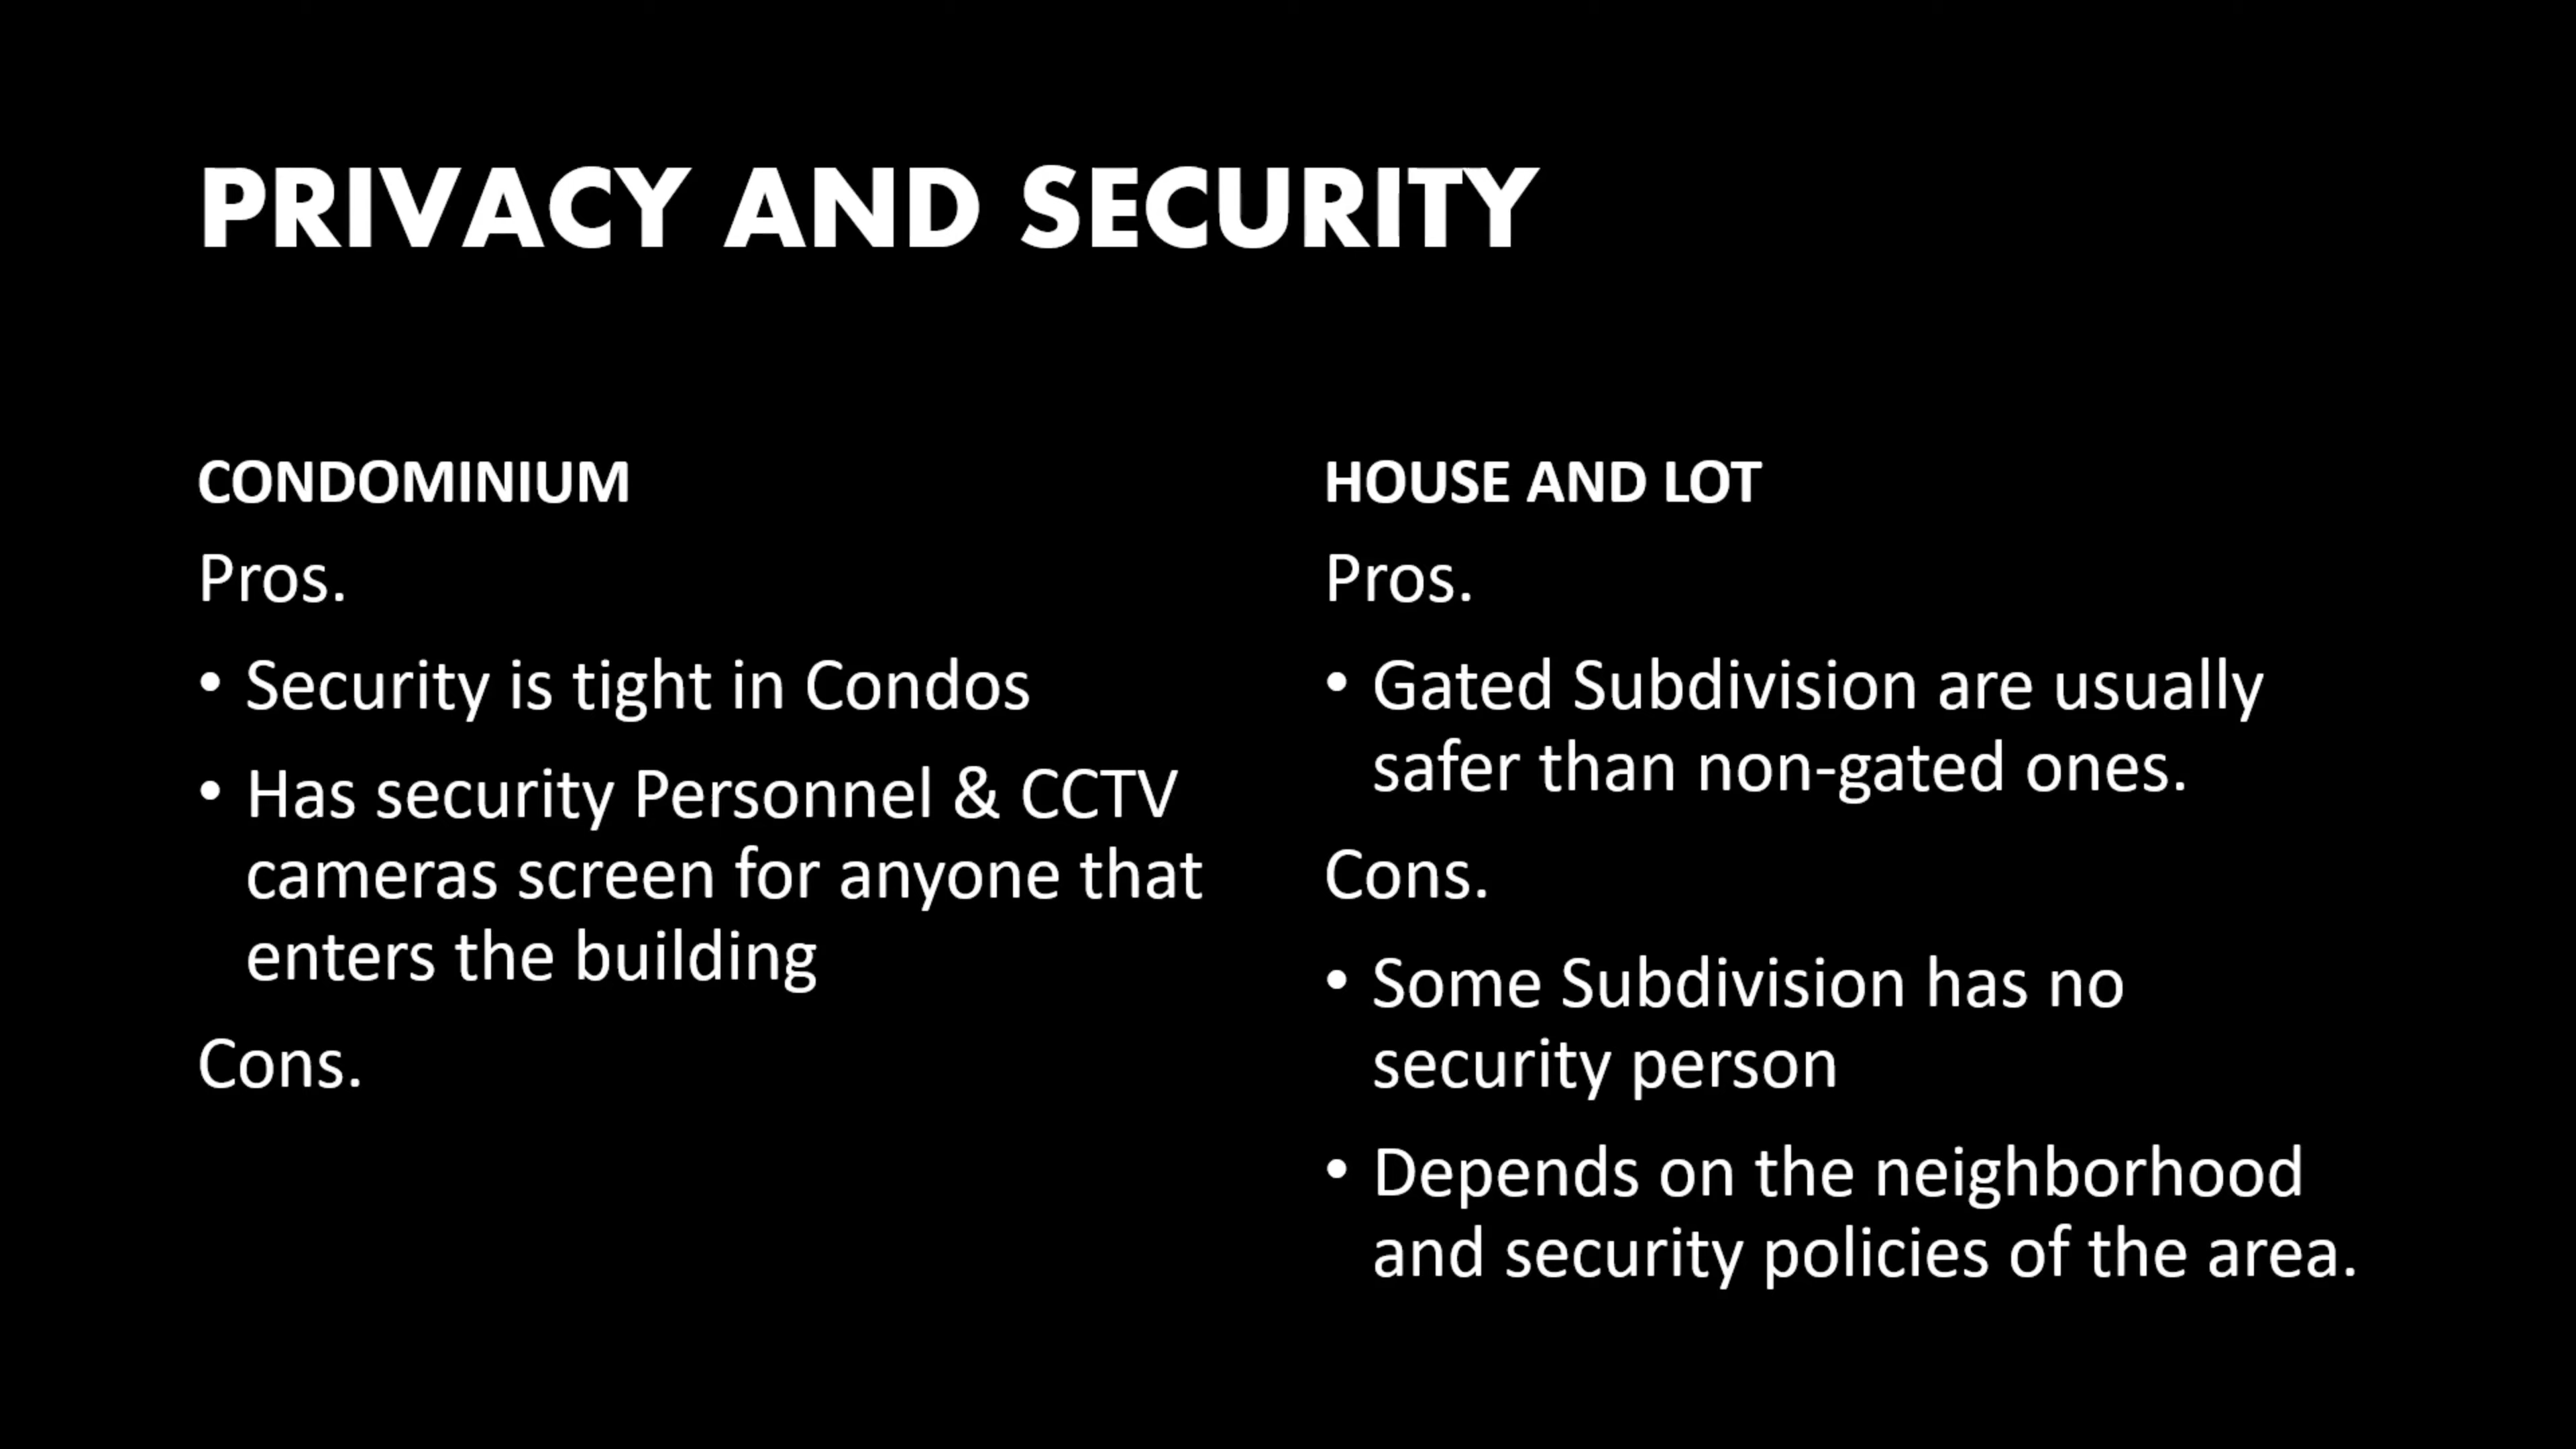 PRIVACY AND SECURITY
CONDOMINIUM
Pros.
• Security is tight in Condos
• Has security Personnel & CCTV
cameras screen for anyone that
enters the building
Cons.
HOUSE AND LOT
Pros.
• Gated Subdivision are usually
safer than non-gated ones.
Cons.
• Some Subdivision has no
security person
• Depends on the neighborhood
and security policies of the area.